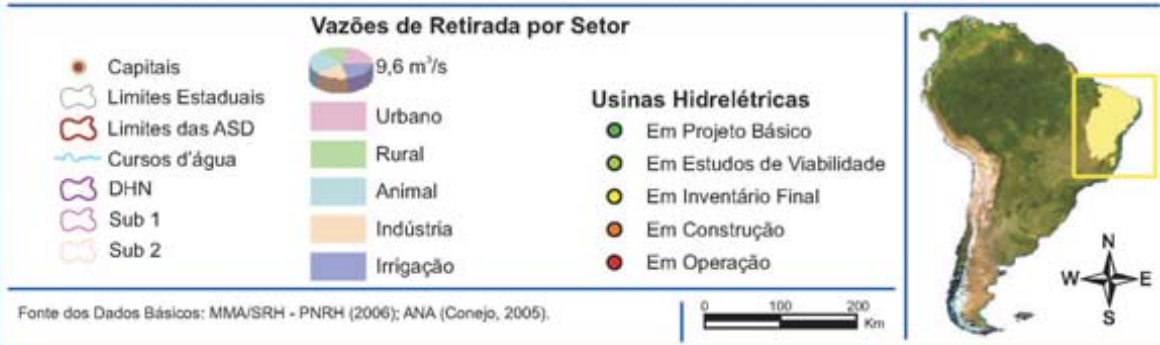 Vazões de Retirada por Setor
9,6 m³/s
Urbano
Rural
Animal
Indústria
Irrigação
Capitais
Limites Estaduais
Limites das ASD
Cursos d'água
DHN
Sub 1
Sub 2
Usinas Hidrelétricas
Em Projeto Básico
Em Estudos de Viabilidade
Em Inventário Final
Em Construção
Em Operação
Fonte dos Dados Básicos: MMA/SRH - PNRH (2006); ANA (Conejo, 2005).
0 100 200
Km
N
W E
S